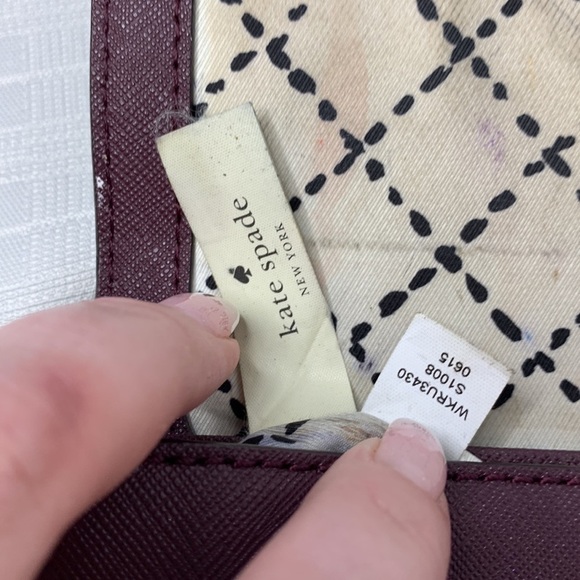 kate spade
NEW YORK
WKRU3430
S1008
0615